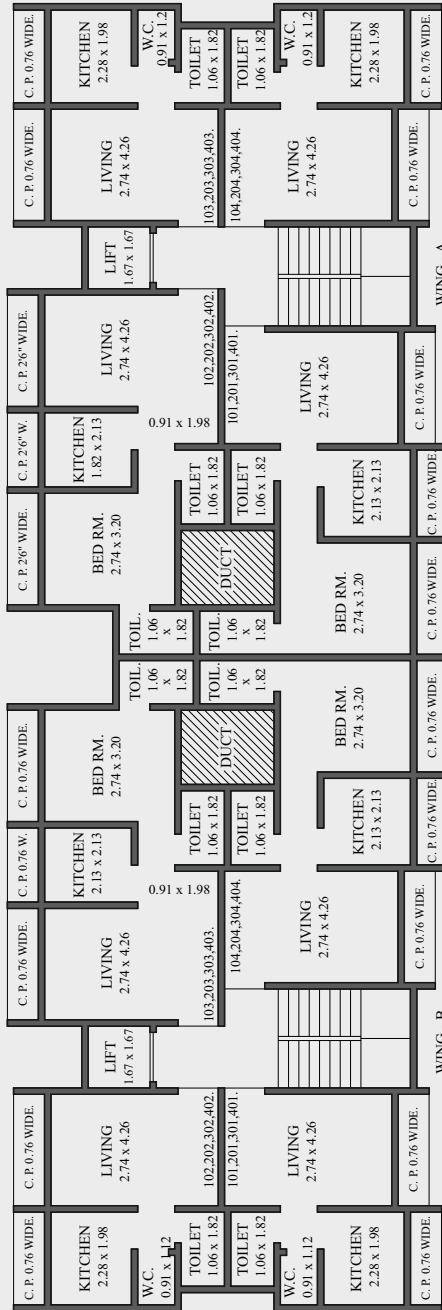 C. P. 0.76 WIDE.
C. P. 0.76 WIDE.
C. P. 0.76 WIDE.
C. P. 0.76 W.
C. P. 0.76 WIDE.
C. P. 2'6" WIDE.
C. P. 2'6" W.
C. P. 2'6" WIDE.
C. P. 0.76 WIDE.
C. P. 0.76 WIDE.
KITCHEN
2.28 x 1.98
LIVING
2.74 x 4.26
LIFT
1.67 x 1.67
LIVING
2.74 x 4.26
KITCHEN
2.13 x 2.13
BED RM.
2.74 x 3.20
BED RM.
2.74 x 3.20
KITCHEN
1.82 x 2.13
LIVING
2.74 x 4.26
LIFT
1.67 x 1.67
LIVING
2.74 x 4.26
KITCHEN
2.28 x 1.98
W.C.
0.91 x 1.12
0.91 x 1.98
TOIL.
1.06
x
1.82
TOIL.
1.06
x
1.82
0.91 x 1.98
W.C.
0.91 x 1.2
TOILET
1.06 x 1.82
102,202,302,402.
103,203,303,403.
TOILET
1.06 x 1.82
DUCT
DUCT
TOILET
1.06 x 1.82
102,202,302,402.
103,203,303,403.
TOILET
1.06 x 1.82
TOILET
1.06 x 1.82
101,201,301,401.
104,204,304,404.
TOILET
1.06 x 1.82
TOIL.
1.06
x
1.82
TOIL.
1.06
x
1.82
TOILET
1.06 x 1.82
101,201,301,401.
104,204,304,404.
TOILET
1.06 x 1.82
W.C.
0.91 x 1.12
LIVING
2.74 x 4.26
LIVING
2.74 x 4.26
KITCHEN
2.13 x 2.13
BED RM.
2.74 x 3.20
BED RM.
2.74 x 3.20
KITCHEN
2.13 x 2.13
LIVING
2.74 x 4.26
LIVING
2.74 x 4.26
W.C.
0.91 x 1.2
KITCHEN
2.28 x 1.98
KITCHEN
2.28 x 1.98
C. P. 0.76 WIDE.
C. P. 0.76 WIDE.
C. P. 0.76 WIDE.
C. P. 0.76 WIDE.
C. P. 0.76 WIDE.
C. P. 0.76 WIDE.
C. P. 0.76 WIDE.
C. P. 0.76 WIDE.
C. P. 0.76 WIDE.
C. P. 0.76 WIDE.
WING B
WING A